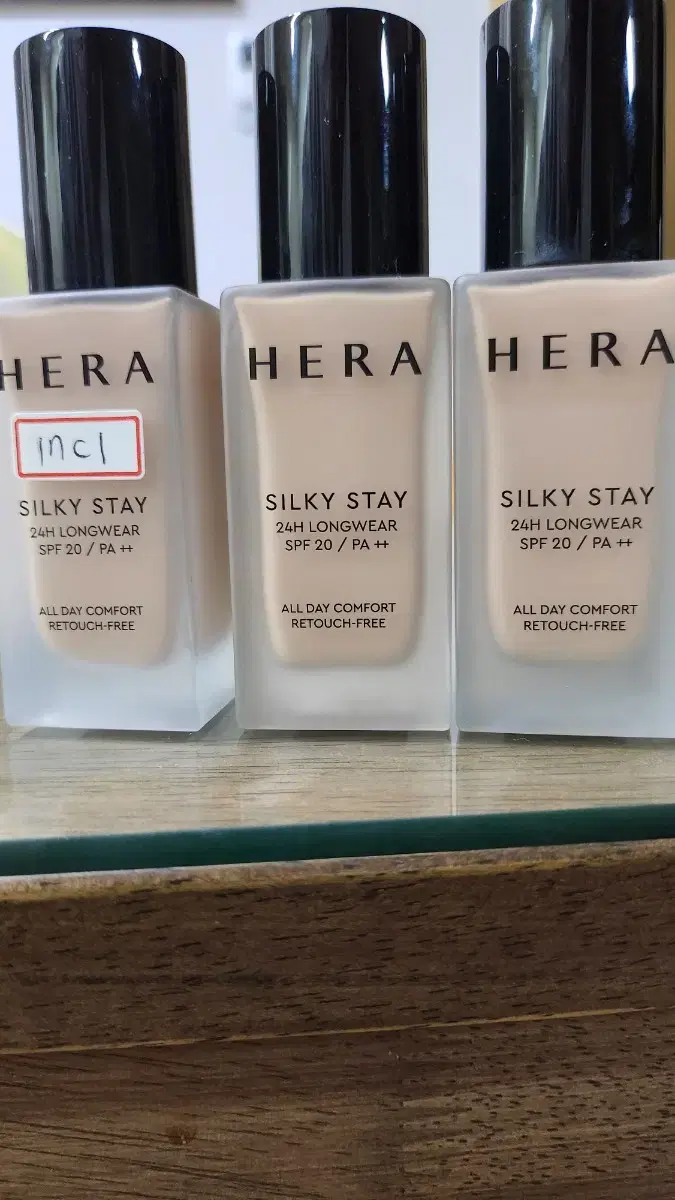 HERA
17C1
SILKY STAY
24H LONGWEAR
SPF 20 / PA ++
ALL DAY COMFORT
RETOUCH-FREE
HERA
SILKY STAY
24H LONGWEAR
SPF 20 / PA ++
ALL DAY COMFORT
RETOUCH-FREE
HERA
SILKY STAY
24H LONGWEAR
SPF 20 / PA ++
ALL DAY COMFORT
RETOUCH-FREE